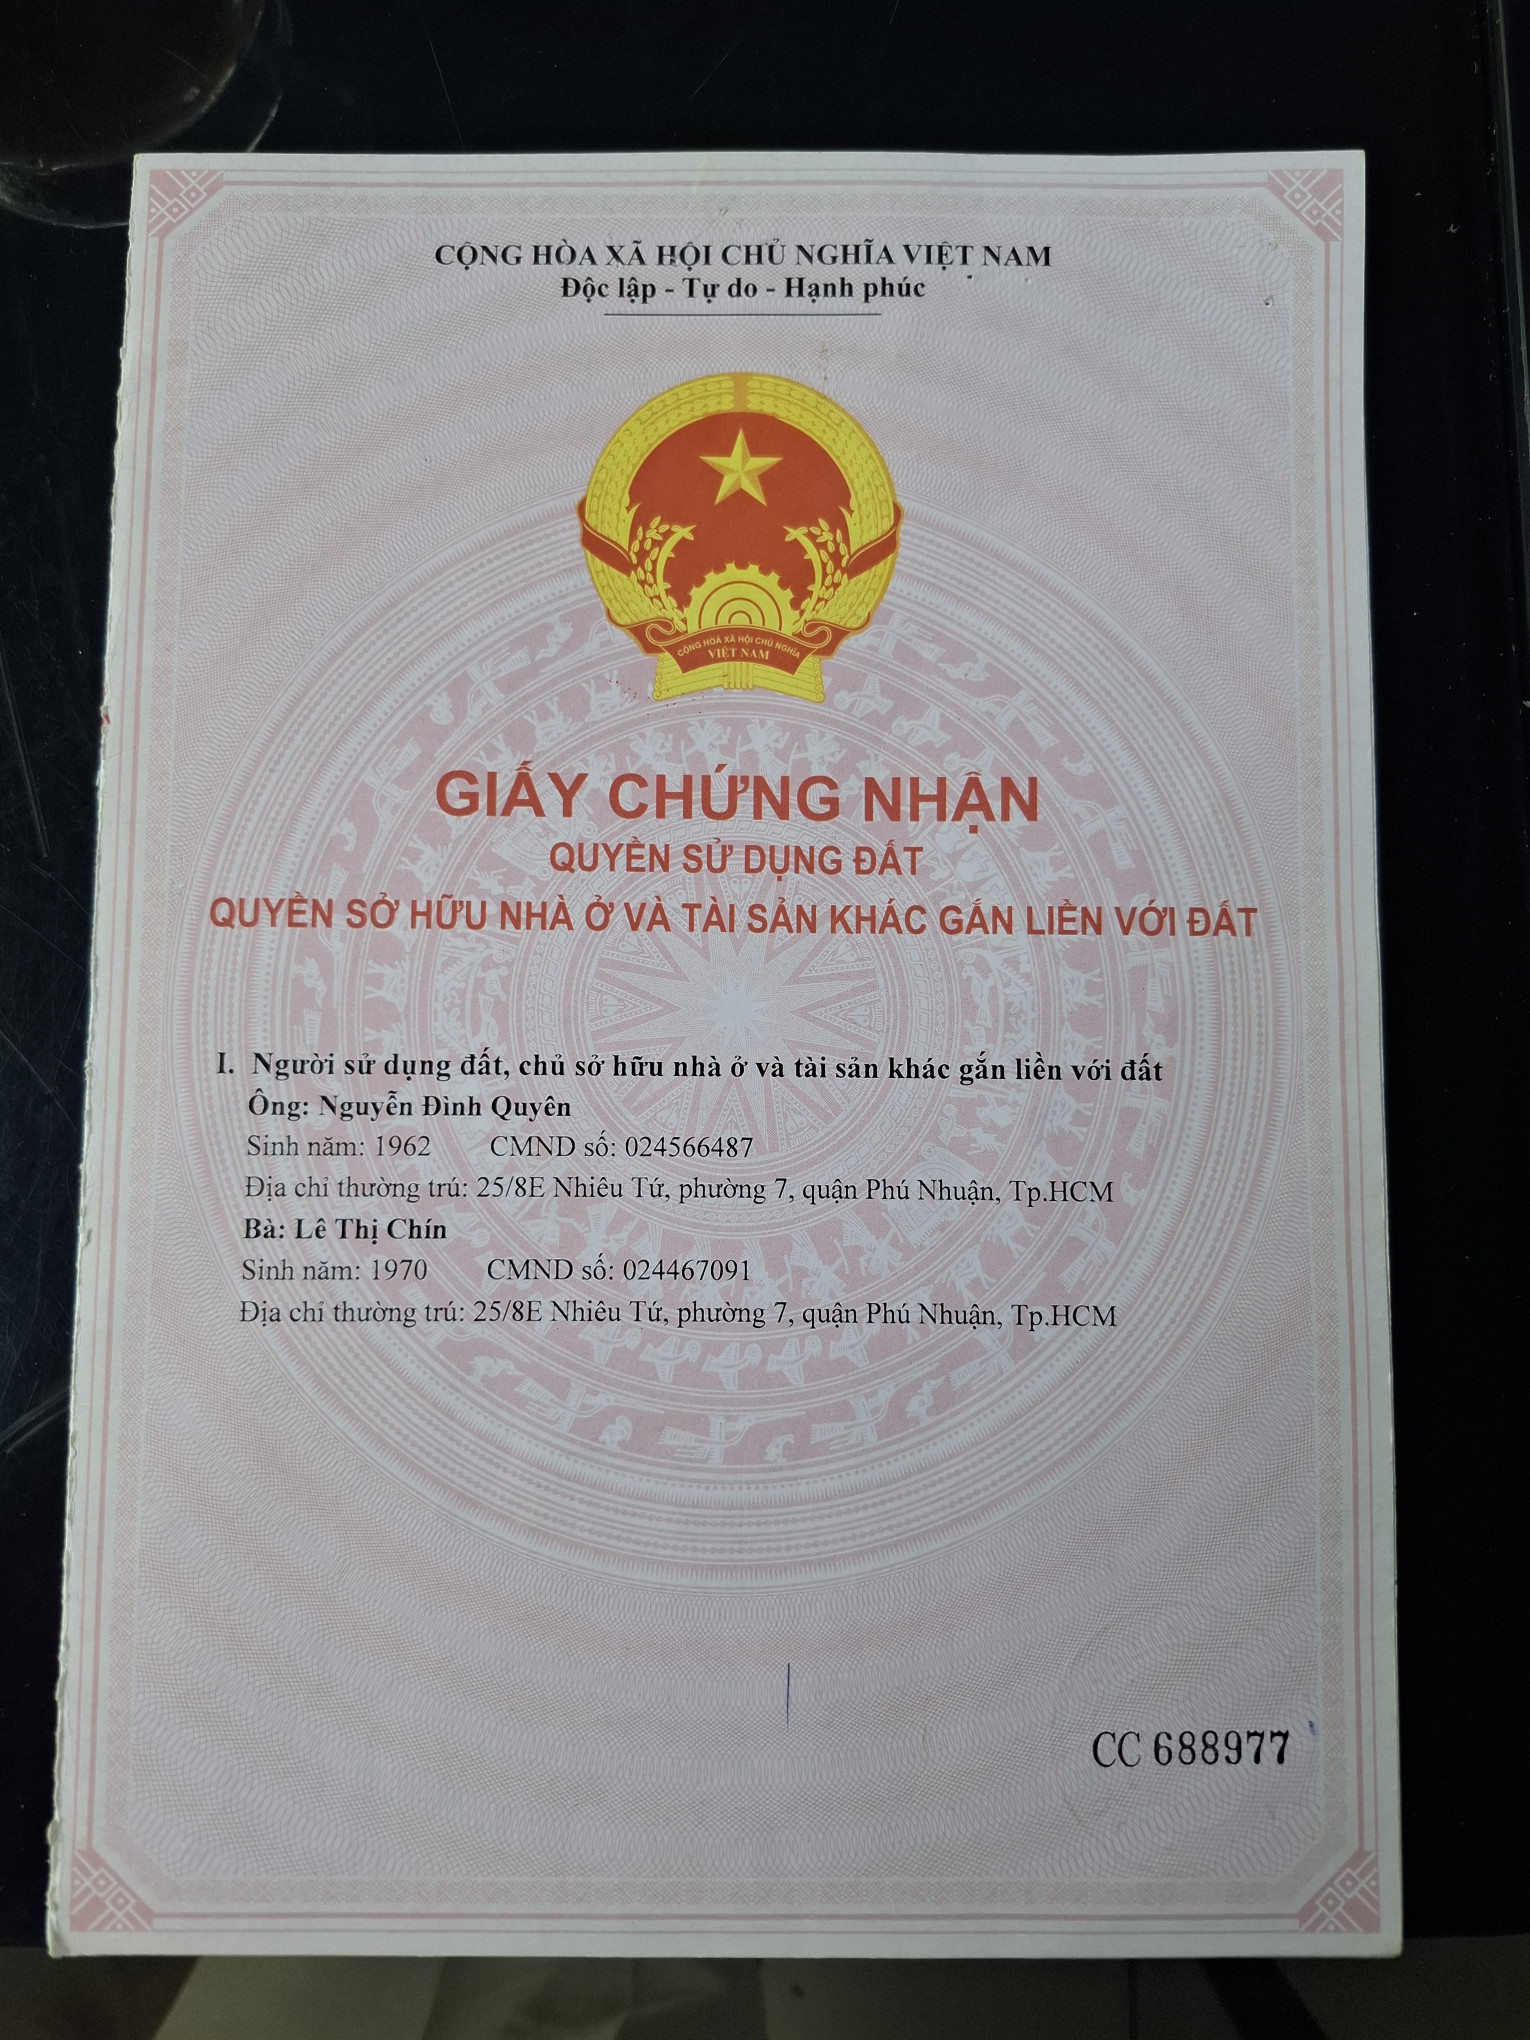 CỘNG HÒA XÃ HỘI CHỦ NGHĨA VIỆT NAM
Độc lập - Tự do - Hạnh phúc
CỘNG HOÀ XÃ HỘI CHỦ NGHĨA
VIỆT NAM
GIẤY CHỨNG NHẬN
QUYỀN SỬ DỤNG ĐẤT
QUYỀN SỞ HỮU NHÀ Ở VÀ TÀI SẢN KHÁC GẮN LIỀN VỚI ĐẤT
I. Người sử dụng đất, chủ sở hữu nhà ở và tài sản khác gắn liền với đất
Ông: Nguyễn Đình Quyên
Sinh năm: 1962 CMND số: 024566487
Địa chỉ thường trú: 25/8E Nhiêu Tứ, phường 7, quận Phú Nhuận, Tp.HCM
Bà: Lê Thị Chín
Sinh năm: 1970 CMND số: 024467091
Địa chỉ thường trú: 25/8E Nhiêu Tứ, phường 7, quận Phú Nhuận, Tp.HCM
CC 688977